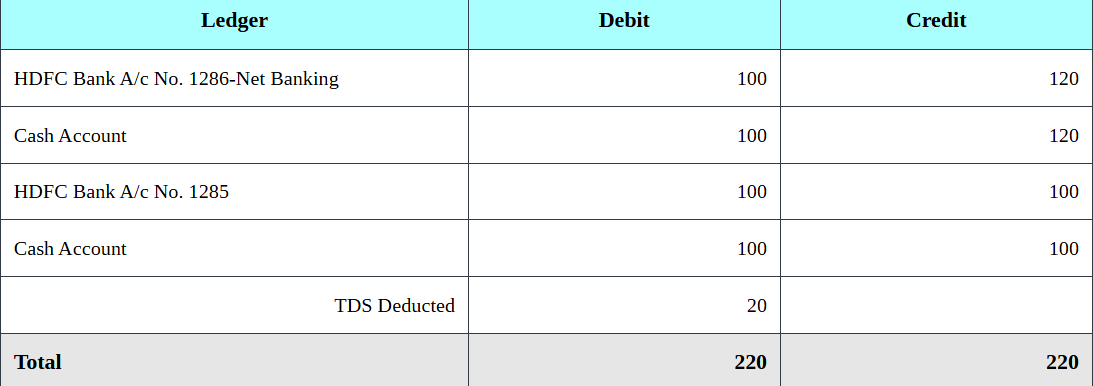 Ledger Debit Credit
HDFC Bank A/c No. 1286-Net Banking 100 120
Cash Account 100 120
HDFC Bank A/c No. 1285 100 100
Cash Account 100 100
TDS Deducted 20
Total 220 220